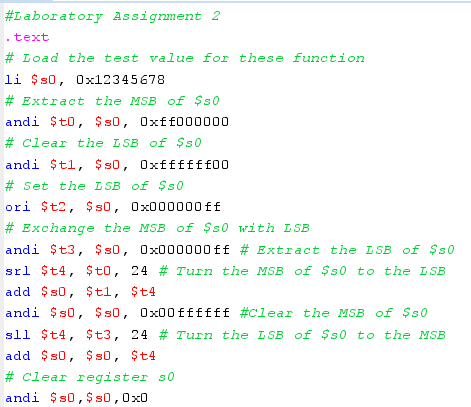 #Laboratory Assignment 2
.text
# Load the test value for these function
li $s0, 0x12345678
# Extract the MSB of $s0
andi $t0, $s0, 0xff000000
# Clear the LSB of $s0
andi $t1, $s0, 0xffffff00
# Set the LSB of $s0
ori $t2, $s0, 0x000000ff
# Exchange the MSB of $s0 with LSB
andi $t3, $s0, 0x000000ff # Extract the LSB of $s0
srl $t4, $t0, 24 # Turn the MSB of $s0 to the LSB
add $s0, $t1, $t4
andi $s0, $s0, 0x00ffffff #Clear the MSB of $s0
sll $t4, $t3, 24 # Turn the LSB of $s0 to the MSB
add $s0, $s0, $t4
# Clear register s0
andi $s0,$s0,0x0